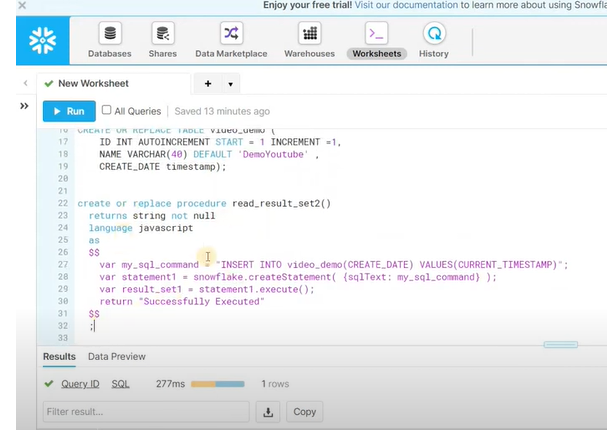 Enjoy your free trial! Visit our documentation to learn more about using Snowfla
Databases Shares Data Marketplace Warehouses Worksheets History
New Worksheet
Run All Queries Saved 13 minutes ago
16 CREATE OR REPLACE TABLE video_demo (
17 ID INT AUTOINCREMENT START = 1 INCREMENT =1,
18 NAME VARCHAR(40) DEFAULT 'DemoYoutube' ,
19 CREATE_DATE timestamp);
20
21
22 create or replace procedure read_result_set2()
23 returns string not null
24 language javascript
25 as
26 $$
27 var my_sql_command = "INSERT INTO video_demo(CREATE_DATE) VALUES(CURRENT_TIMESTAMP)";
28 var statement1 = snowflake.createStatement( {sqlText: my_sql_command} );
29 var result_set1 = statement1.execute();
30 return "Successfully Executed"
31 $$
32 ;
33
Results Data Preview
Query ID SQL 277ms 1 rows
Filter result... Copy